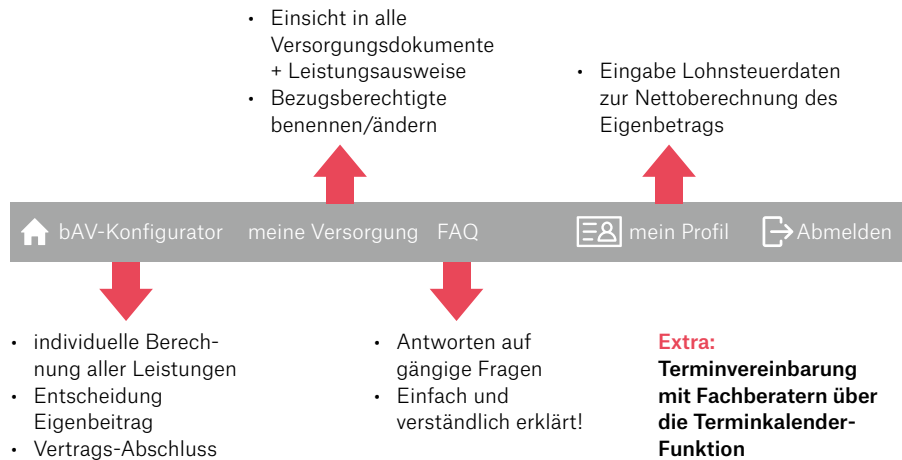 • Einsicht in alle
Versorgungsdokumente
+ Leistungsausweise
• Bezugsberechtigte
benennen/ändern
• Eingabe Lohnsteuerdaten
zur Nettoberechnung des
Eigenbetrags
bAV-Konfigurator meine Versorgung FAQ mein Profil Abmelden
• individuelle Berech-
nung aller Leistungen
• Entscheidung
Eigenbeitrag
• Vertrags-Abschluss
• Antworten auf
gängige Fragen
• Einfach und
verständlich erklärt!
Extra:
Terminvereinbarung
mit Fachberatern über
die Terminkalender-
Funktion